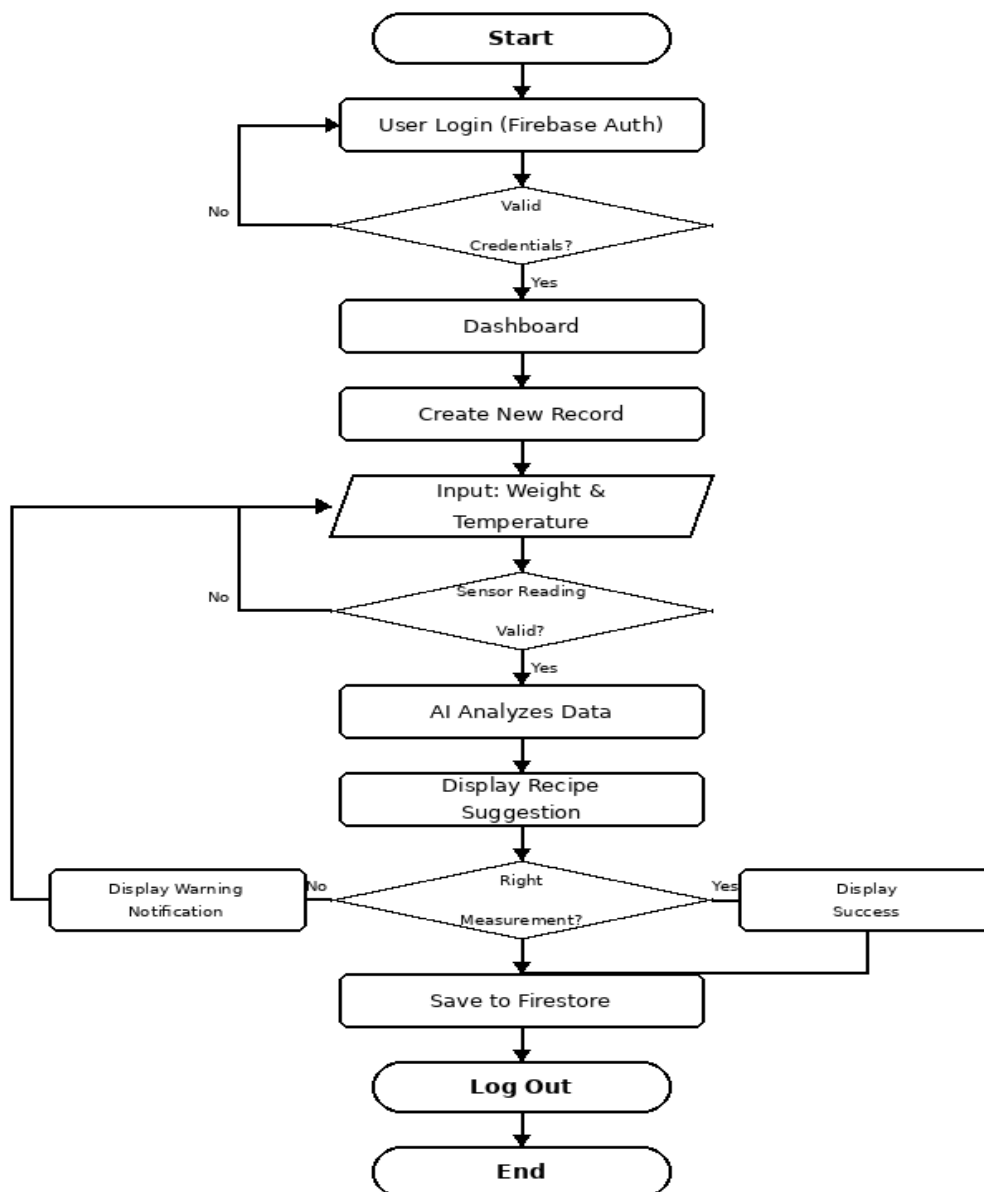 Start
User Login (Firebase Auth)
No
Valid
Credentials?
Yes
Dashboard
Create New Record
Input: Weight &
Temperature
No
Sensor Reading
Valid?
Yes
AI Analyzes Data
Display Recipe
Suggestion
Display Warning
Notification
No
Right
Measurement?
Yes
Display
Success
Save to Firestore
Log Out
End